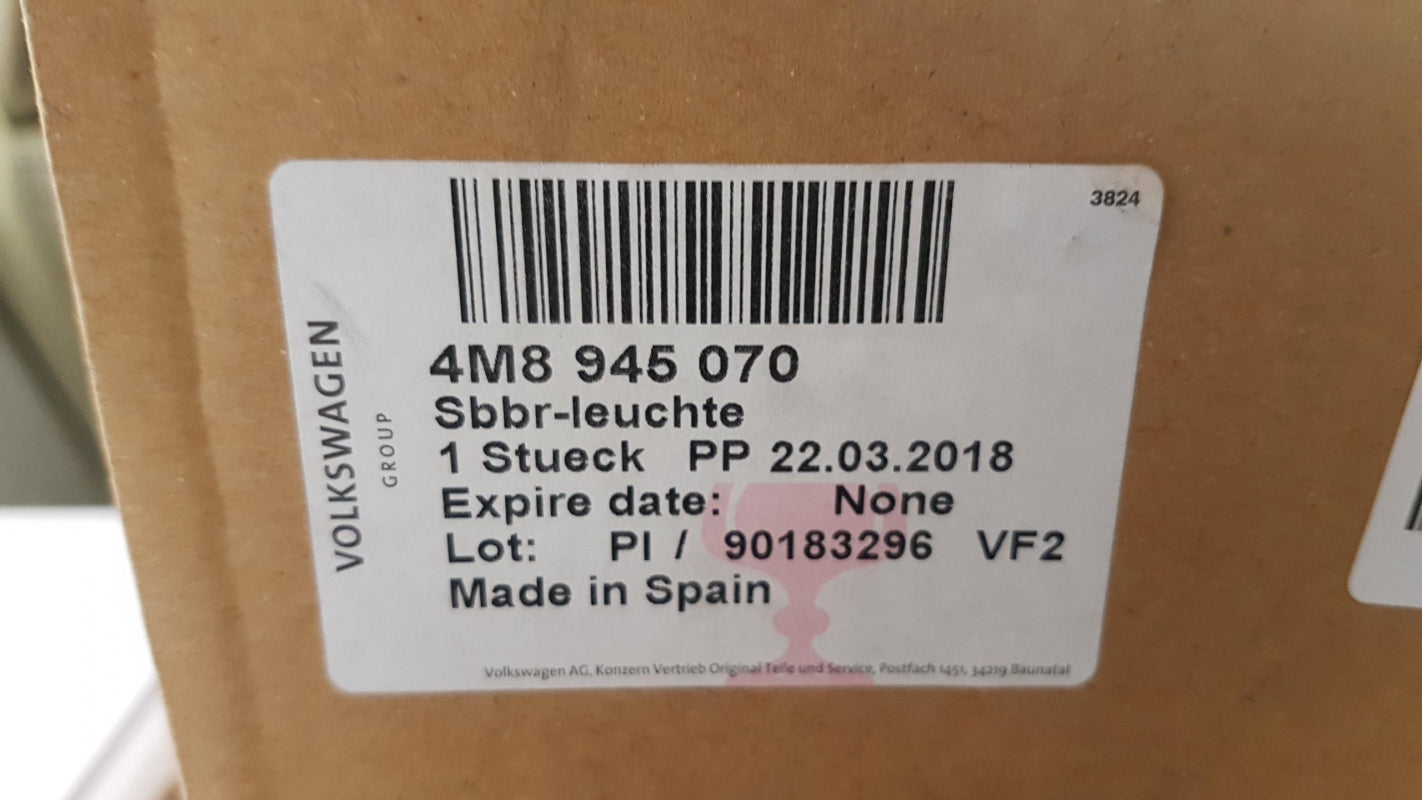 3824
VOLKSWAGEN
GROUP
4M8 945 070
Sbbr-leuchte
1 Stueck PP 22.03.2018
Expire date: None
Lot: PI / 90183296 VF2
Made in Spain
Volkswagen AG, Konzern Vertrieb Original Teile und Service, Postfach 1451, 34219 Baunatal